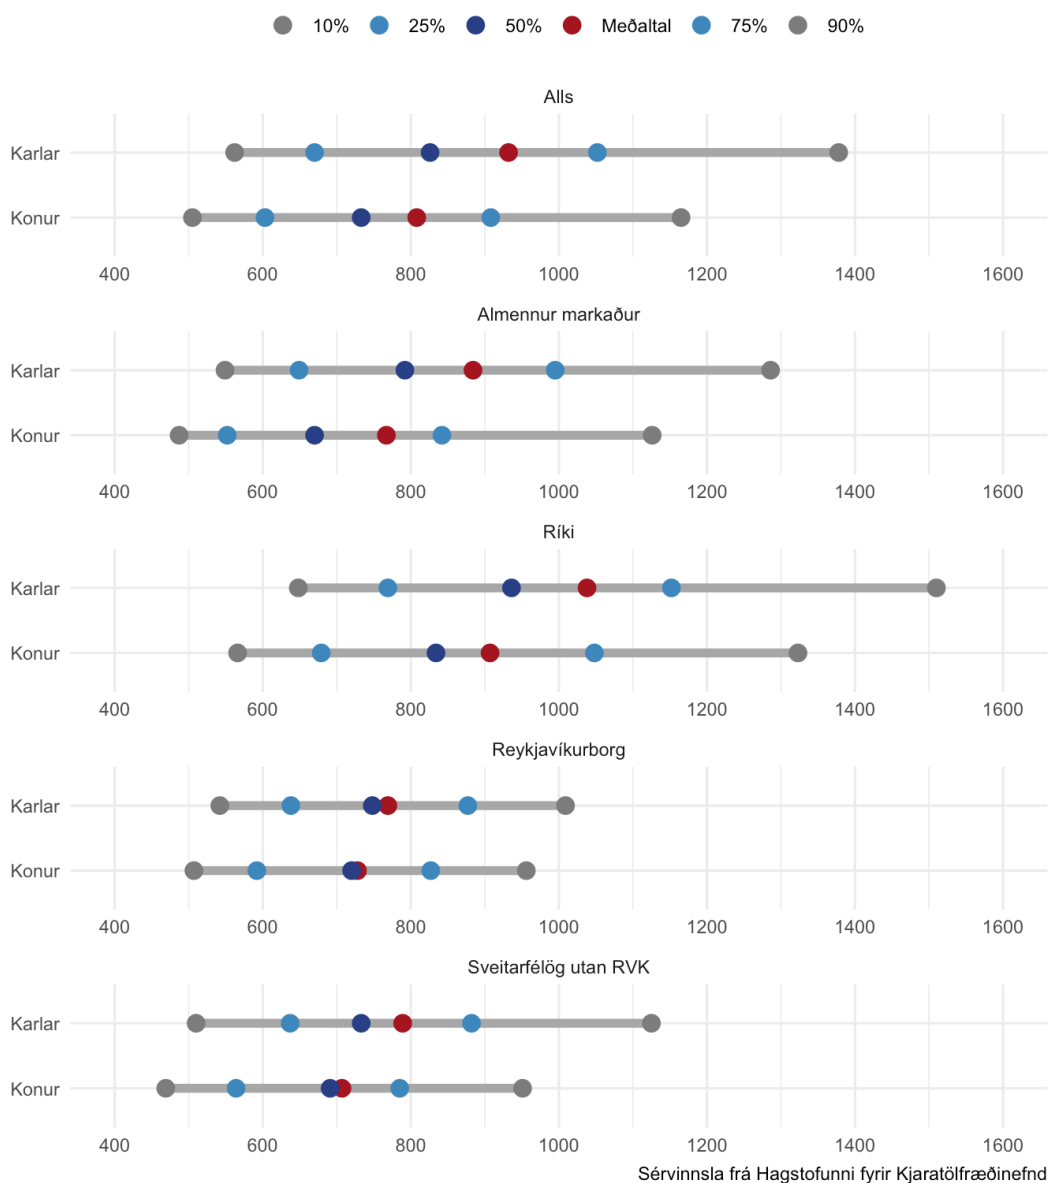 10% 25% 50% Meðaltal 75% 90%
Alls
Karlar
Konur
400 600 800 1000 1200 1400 1600
Almennur markaður
Karlar
Konur
400 600 800 1000 1200 1400 1600
Ríki
Karlar
Konur
400 600 800 1000 1200 1400 1600
Reykjavíkurborg
Karlar
Konur
400 600 800 1000 1200 1400 1600
Sveitarfélög utan RVK
Karlar
Konur
400 600 800 1000 1200 1400 1600
Sérvinnsla frá Hagstofunni fyrir Kjaratölfræðinefnd